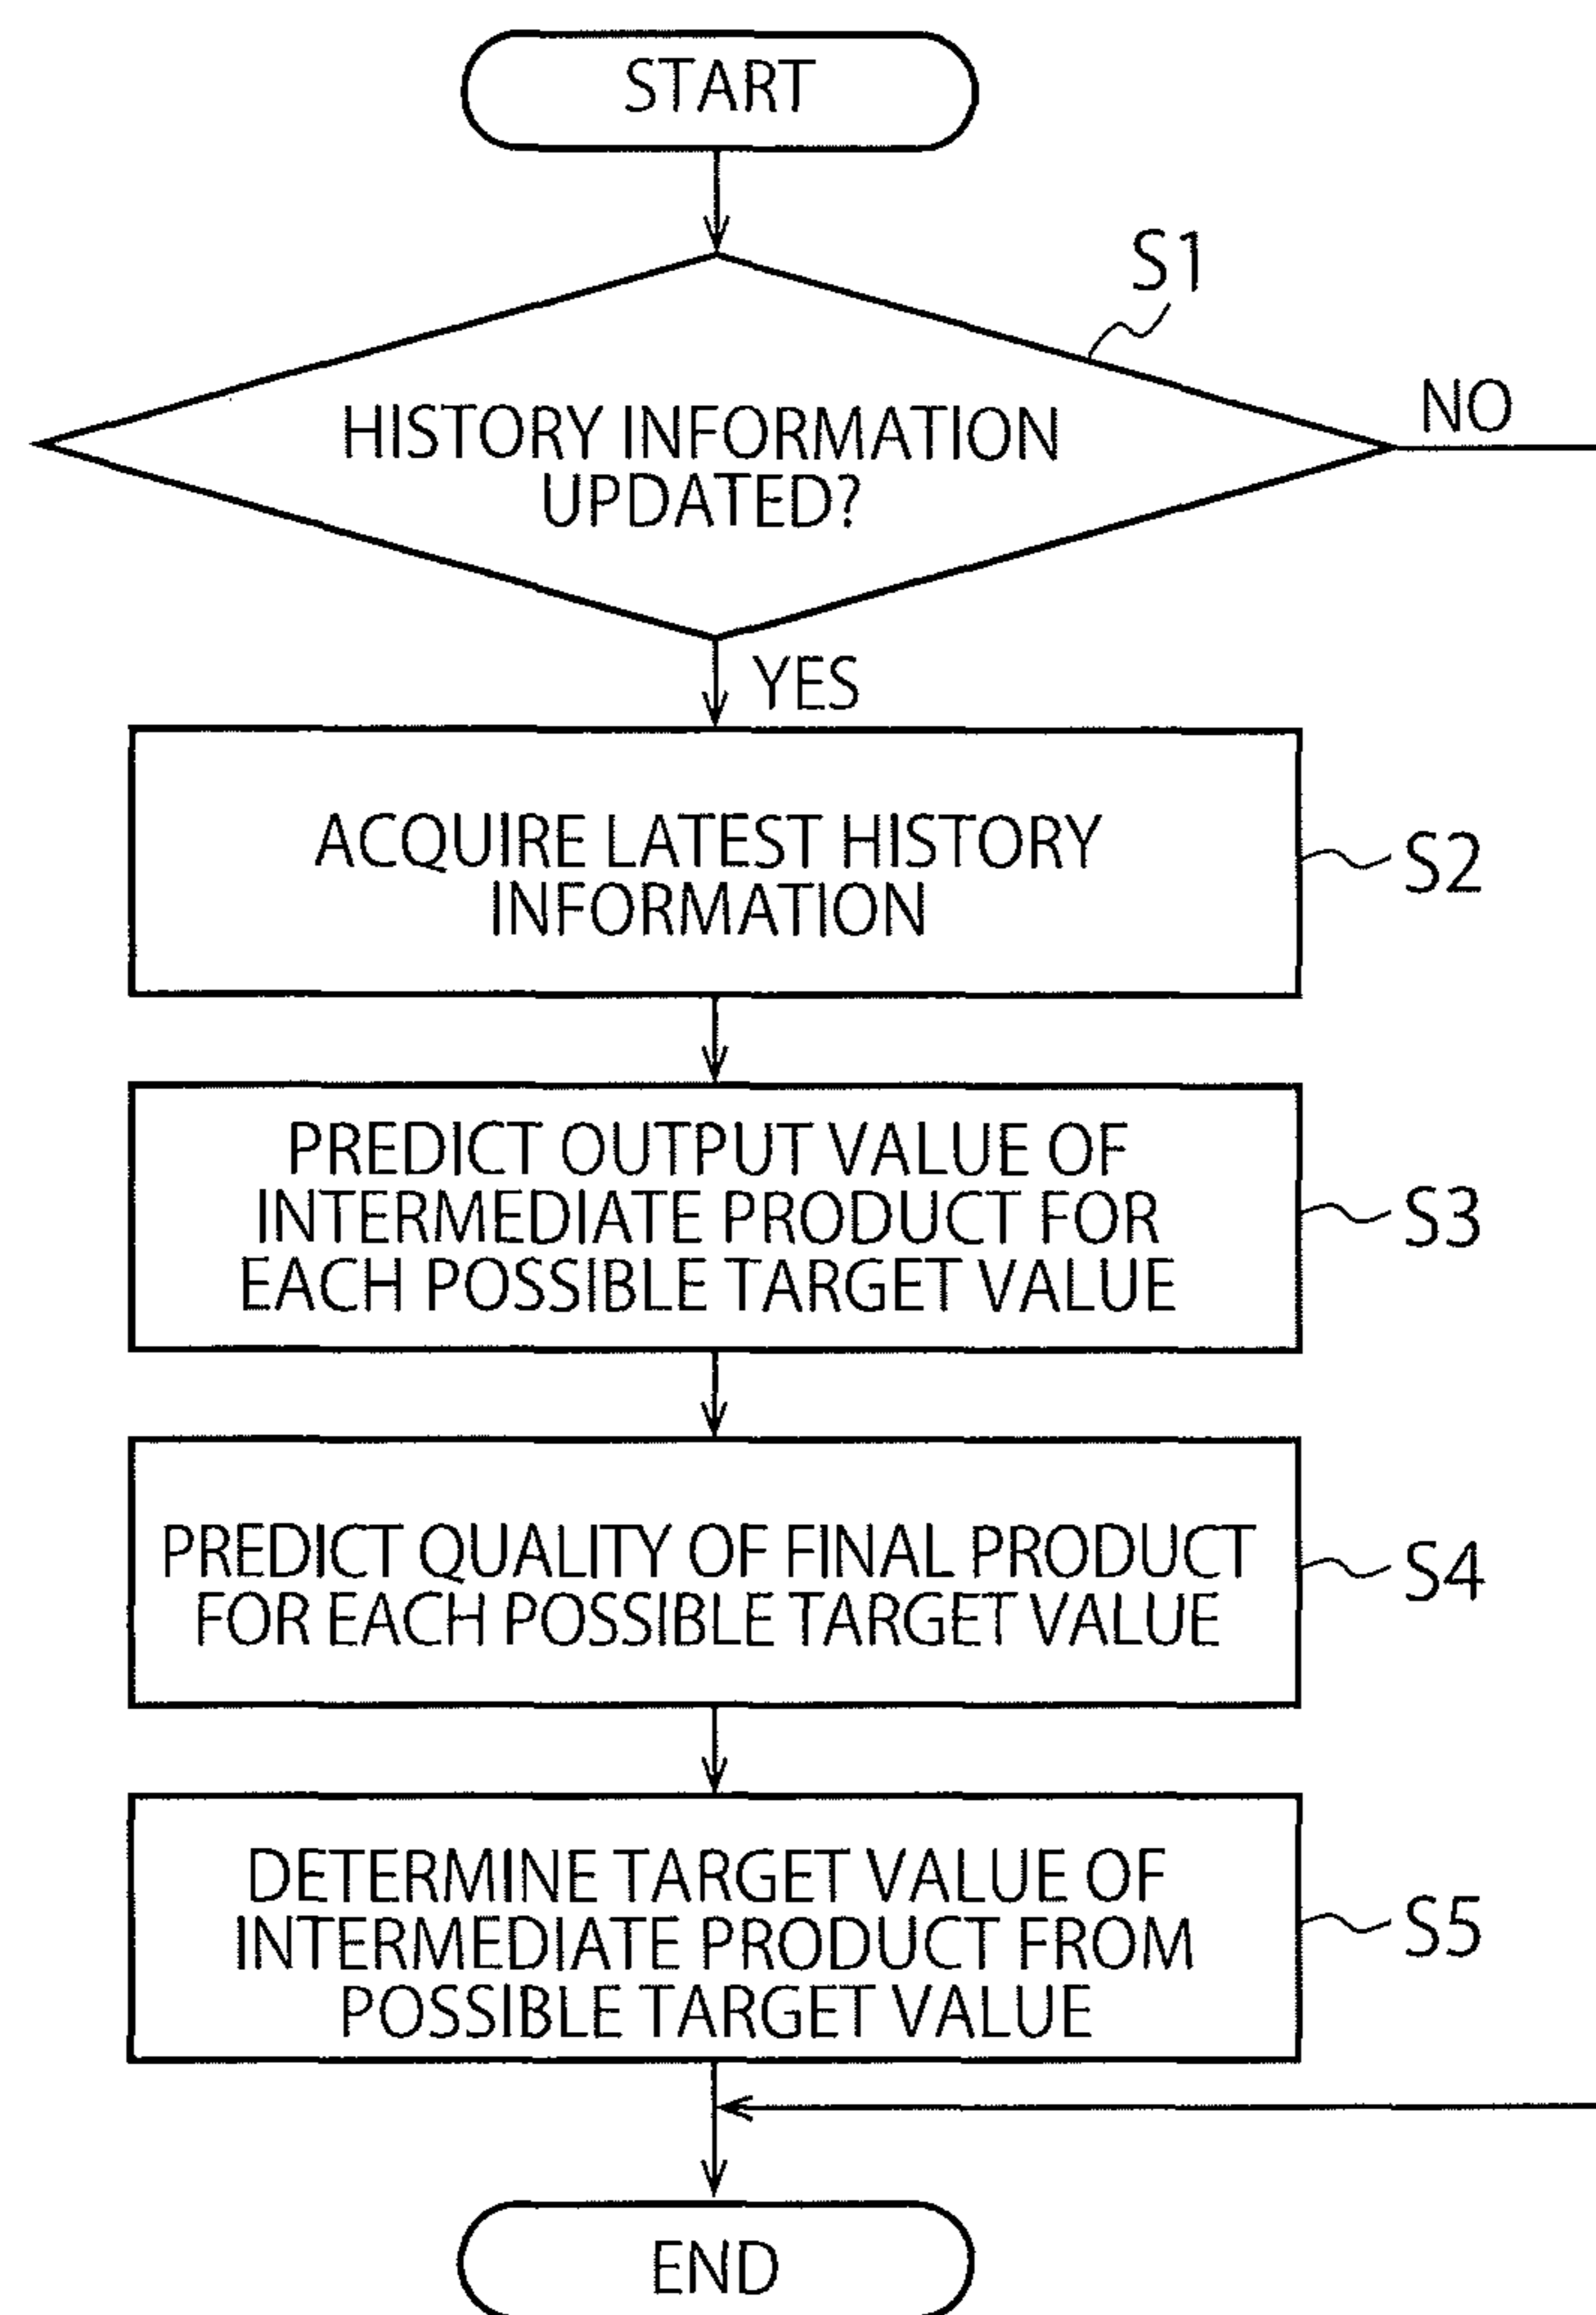 START
S1
NO
HISTORY INFORMATION
UPDATED?
YES
ACQUIRE LATEST HISTORY
INFORMATION
S2
PREDICT OUTPUT VALUE OF
INTERMEDIATE PRODUCT FOR
EACH POSSIBLE TARGET VALUE
S3
PREDICT QUALITY OF FINAL PRODUCT
FOR EACH POSSIBLE TARGET VALUE
S4
DETERMINE TARGET VALUE OF
INTERMEDIATE PRODUCT FROM
POSSIBLE TARGET VALUE
S5
END